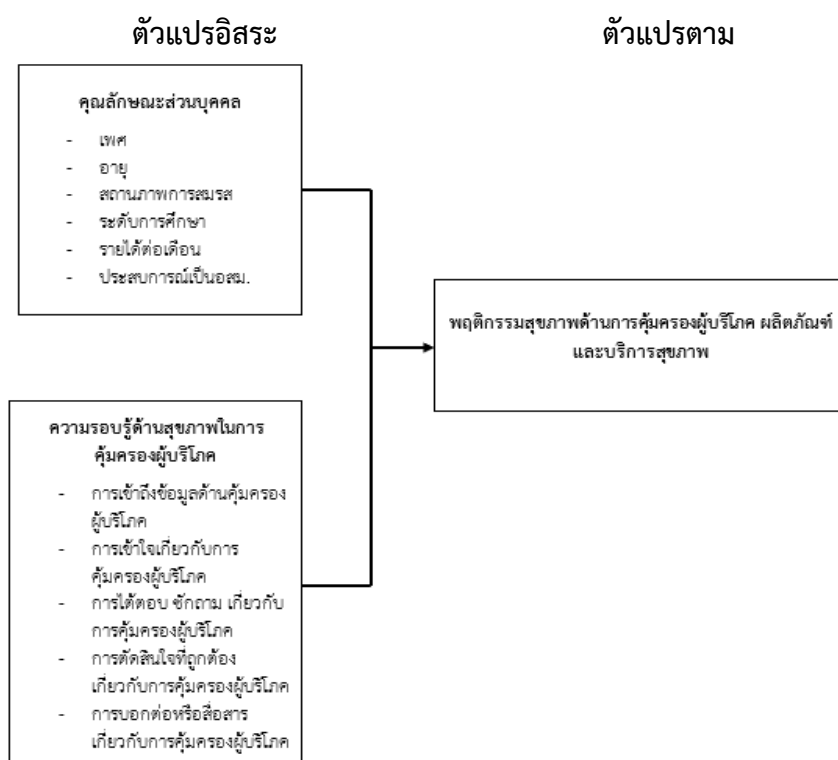 ตัวแปรอิสระ
ตัวแปรตาม
คุณลักษณะส่วนบุคคล
- เพศ
- อายุ
- สถานภาพการสมรส
- ระดับการศึกษา
- รายได้ต่อเดือน
- ประสบการณ์เป็นอสม.
พฤติกรรมสุขภาพด้านการคุ้มครองผู้บริโภค ผลิตภัณฑ์
และบริการสุขภาพ
ความรอบรู้ด้านสุขภาพในการ
คุ้มครองผู้บริโภค
- การเข้าถึงข้อมูลด้านคุ้มครอง
ผู้บริโภค
- การเข้าใจเกี่ยวกับการ
คุ้มครองผู้บริโภค
- การโต้ตอบ ซักถาม เกี่ยวกับ
การคุ้มครองผู้บริโภค
- การตัดสินใจที่ถูกต้อง
เกี่ยวกับการคุ้มครองผู้บริโภค
- การบอกต่อหรือสื่อสาร
เกี่ยวกับการคุ้มครองผู้บริโภค